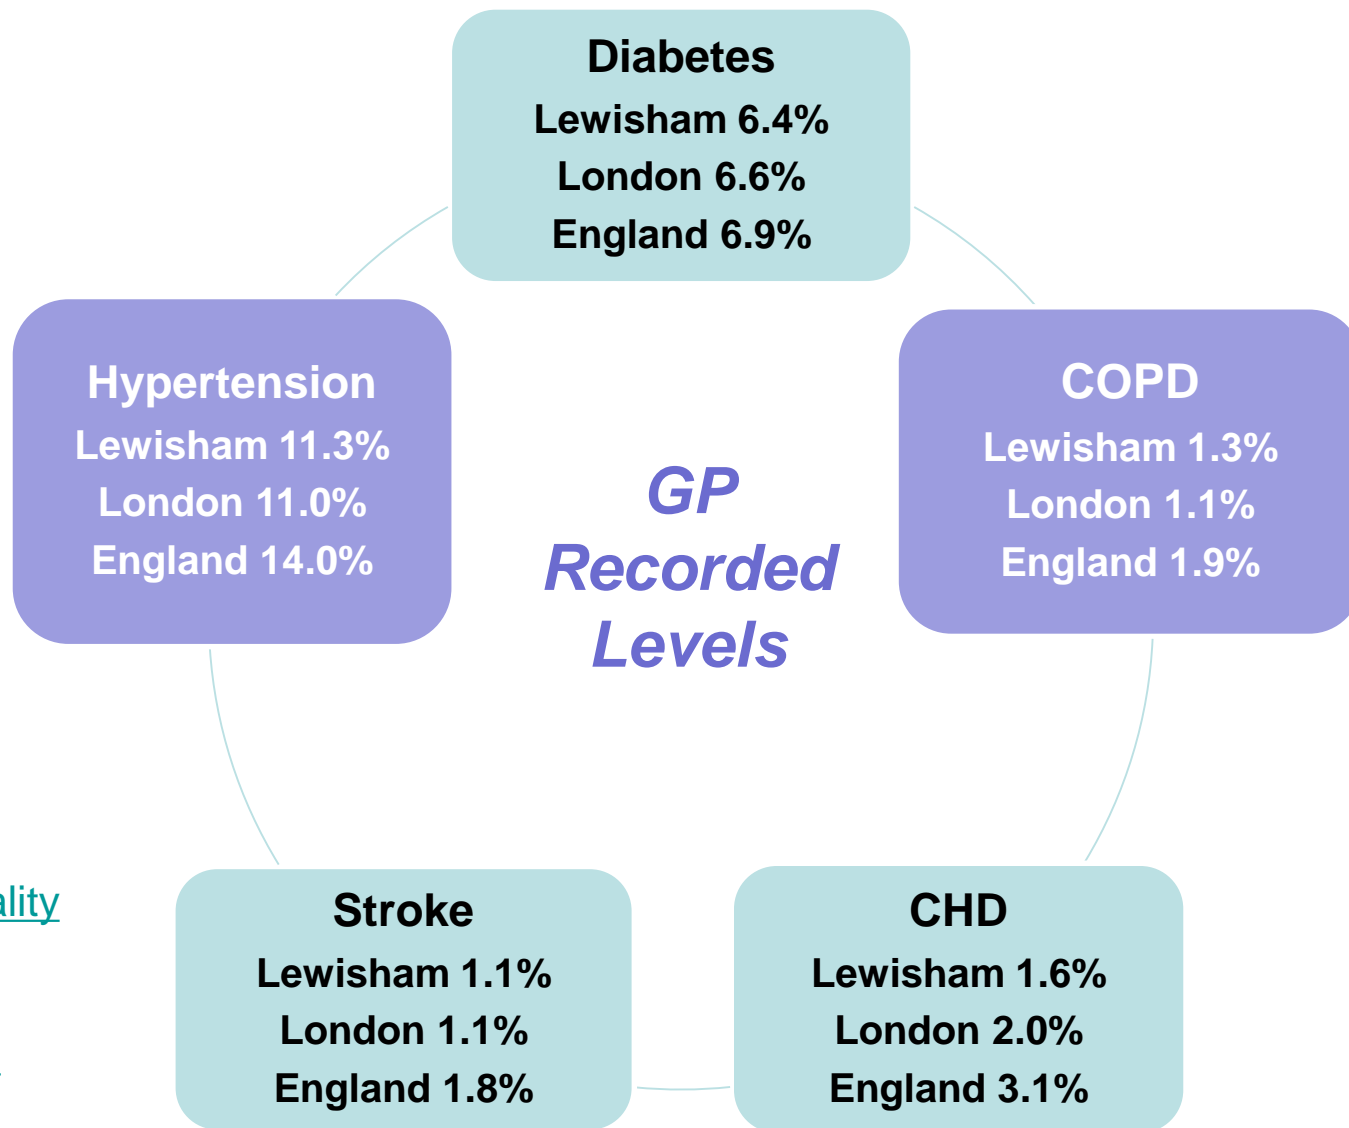 Diabetes
Lewisham 6.4%
London 6.6%
England 6.9%
Hypertension
Lewisham 11.3%
London 11.0%
England 14.0%
COPD
Lewisham 1.3%
London 1.1%
England 1.9%
GP
Recorded
Levels
Stroke
Lewisham 1.1%
London 1.1%
England 1.8%
CHD
Lewisham 1.6%
London 2.0%
England 3.1%